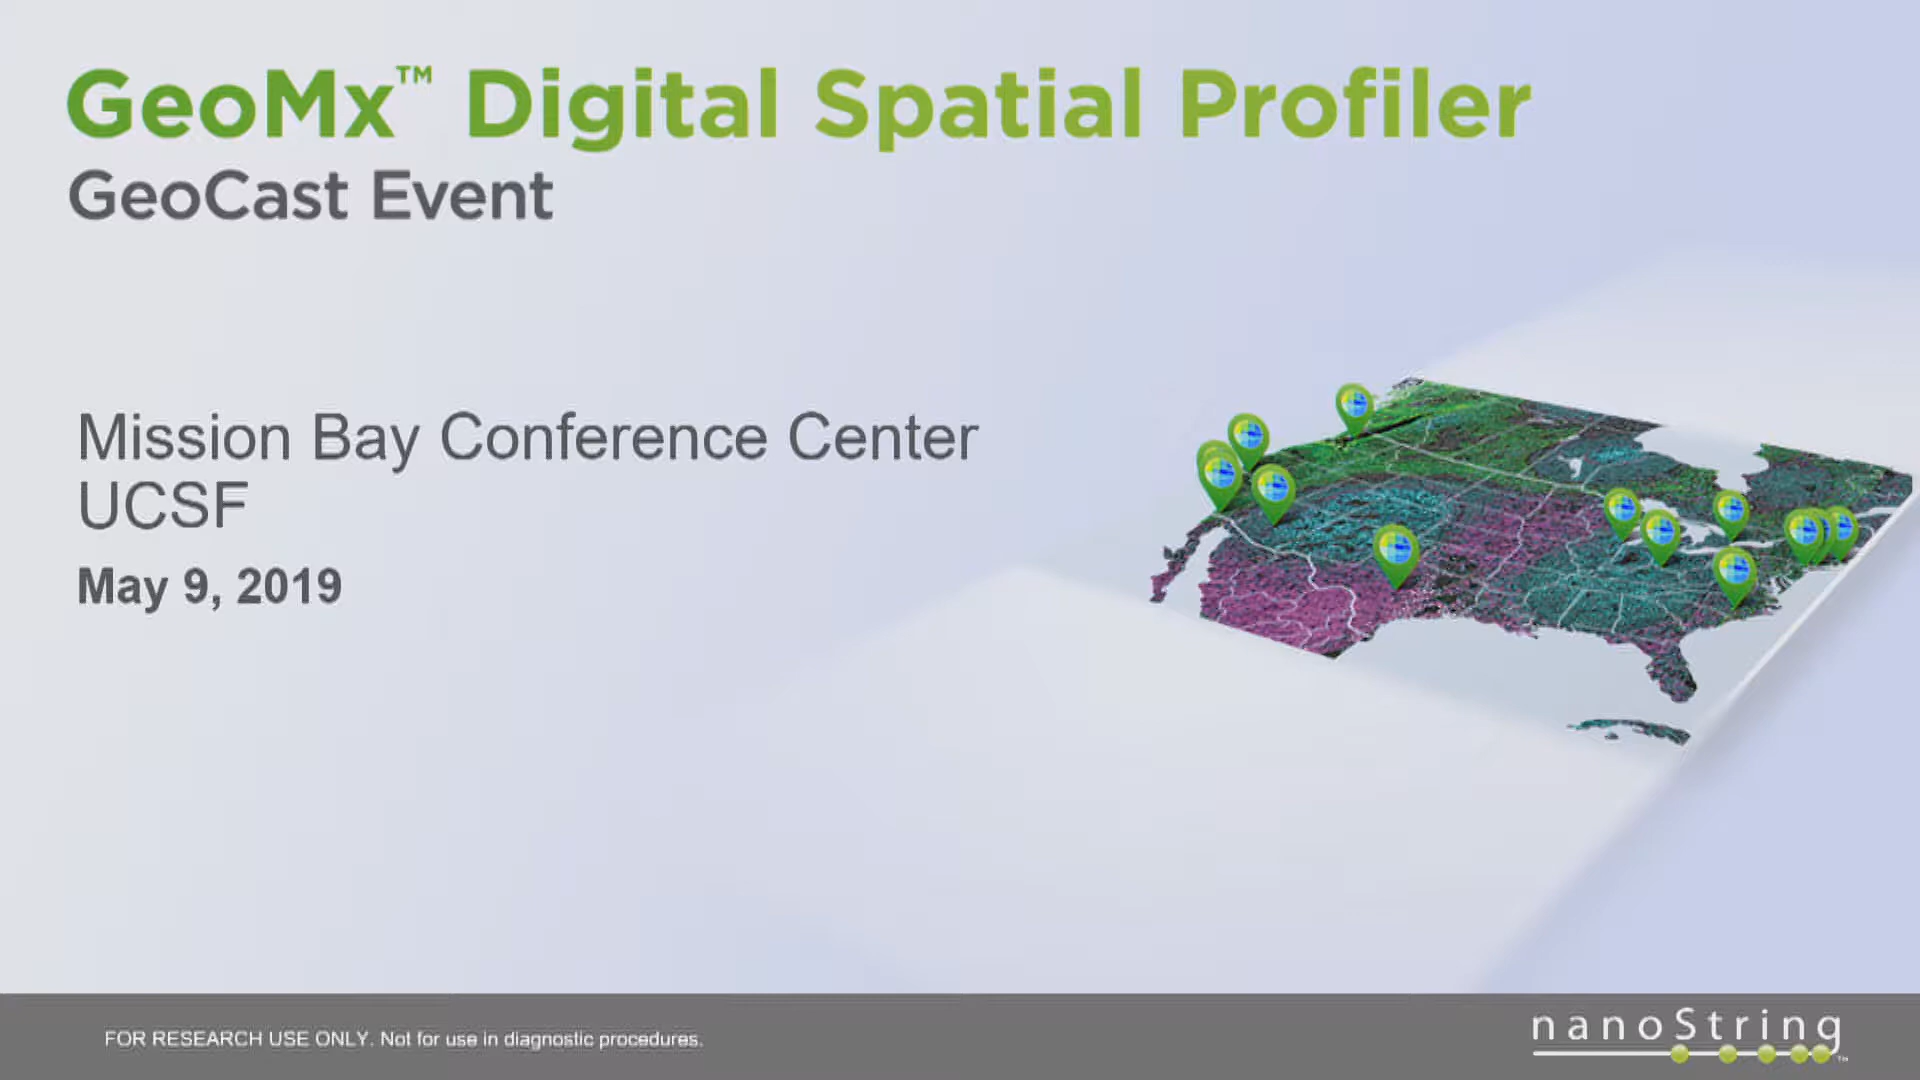 GeoMx™ Digital Spatial Profiler
GeoCast Event
Mission Bay Conference Center
UCSF
May 9, 2019
FOR RESEARCH USE ONLY. Not for use in diagnostic procedures.
nanoString™